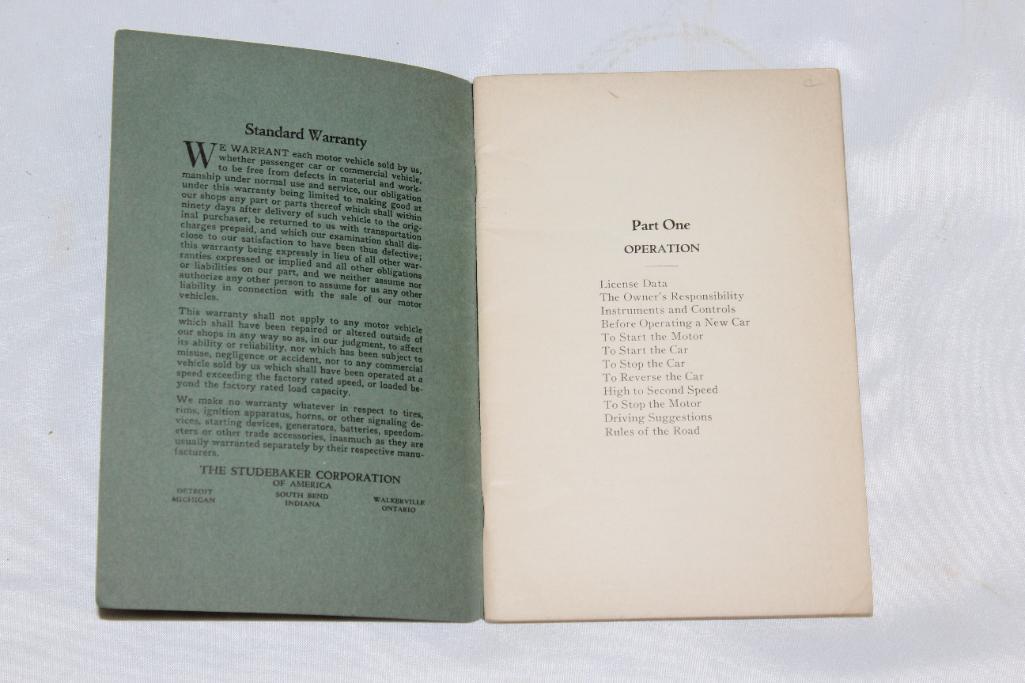 Standard Warranty
WE WARRANT each motor vehicle sold by us,
whether passenger car or commercial vehicle,
to be free from defects in material and work-
manship under normal use and service, our obligation
under this warranty being limited to making good at
our shops any part or parts thereof which shall within
ninety days after delivery of such vehicle to the orig-
inal purchaser, be returned to us with transportation
charges prepaid, and which our examination shall dis-
close to our satisfaction to have been thus defective;
this warranty being expressly in lieu of all other war-
ranties expressed or implied and all other obligations
or liabilities on our part, and we neither assume nor
authorize any other person to assume for us any other
liability in connection with the sale of our motor
vehicles.
This warranty shall not apply to any motor vehicle
which shall have been repaired or altered outside of
our shops in any way so as, in our judgment, to affect
its ability or reliability, nor which has been subject to
misuse, negligence or accident, nor to any commercial
vehicle sold by us which shall have been operated at a
speed exceeding the factory rated speed, or loaded be-
yond the factory rated load capacity.
We make no warranty whatever in respect to tires,
rims, ignition apparatus, horns, or other signaling de-
vices, starting devices, generators, batteries, speedom-
eters or other trade accessories, inasmuch as they are
usually warranted separately by their respective manu-
facturers.
THE STUDEBAKER CORPORATION
OF AMERICA
DETROIT SOUTH BEND WALKERVILLE
MICHIGAN INDIANA ONTARIO
Part One
OPERATION
License Data
The Owner's Responsibility
Instruments and Controls
Before Operating a New Car
To Start the Motor
To Start the Car
To Stop the Car
To Reverse the Car
High to Second Speed
To Stop the Motor
Driving Suggestions
Rules of the Road